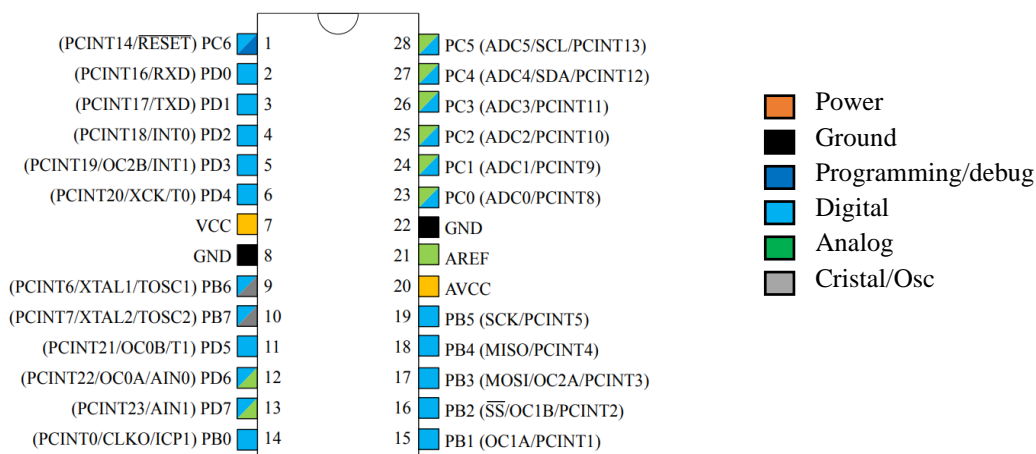 (PCINT14/RESET) PC6 1
(PCINT16/RXD) PD0 2
(PCINT17/TXD) PD1 3
(PCINT18/INT0) PD2 4
(PCINT19/OC2B/INT1) PD3 5
(PCINT20/XCK/T0) PD4 6
VCC 7
GND 8
(PCINT6/XTAL1/TOSC1) PB6 9
(PCINT7/XTAL2/TOSC2) PB7 10
(PCINT21/OC0B/T1) PD5 11
(PCINT22/OC0A/AIN0) PD6 12
(PCINT23/AIN1) PD7 13
(PCINT0/CLKO/ICP1) PB0 14
28 PC5 (ADC5/SCL/PCINT13)
27 PC4 (ADC4/SDA/PCINT12)
26 PC3 (ADC3/PCINT11)
25 PC2 (ADC2/PCINT10)
24 PC1 (ADC1/PCINT9)
23 PC0 (ADC0/PCINT8)
22 GND
21 AREF
20 AVCC
19 PB5 (SCK/PCINT5)
18 PB4 (MISO/PCINT4)
17 PB3 (MOSI/OC2A/PCINT3)
16 PB2 (SS/OC1B/PCINT2)
15 PB1 (OC1A/PCINT1)
Power
Ground
Programming/debug
Digital
Analog
Cristal/Osc